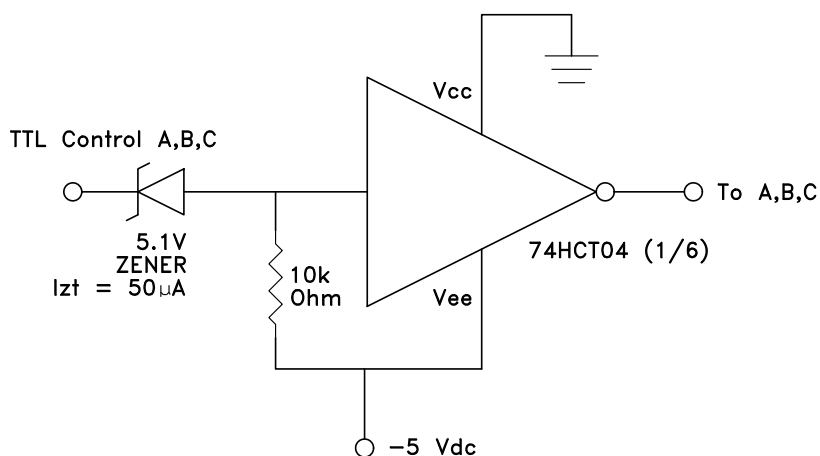 Vcc
TTL Control A,B,C
To A,B,C
5.1V
ZENER
Izt = 50µA
10k
Ohm
74HCT04 (1/6)
Vee
-5 Vdc